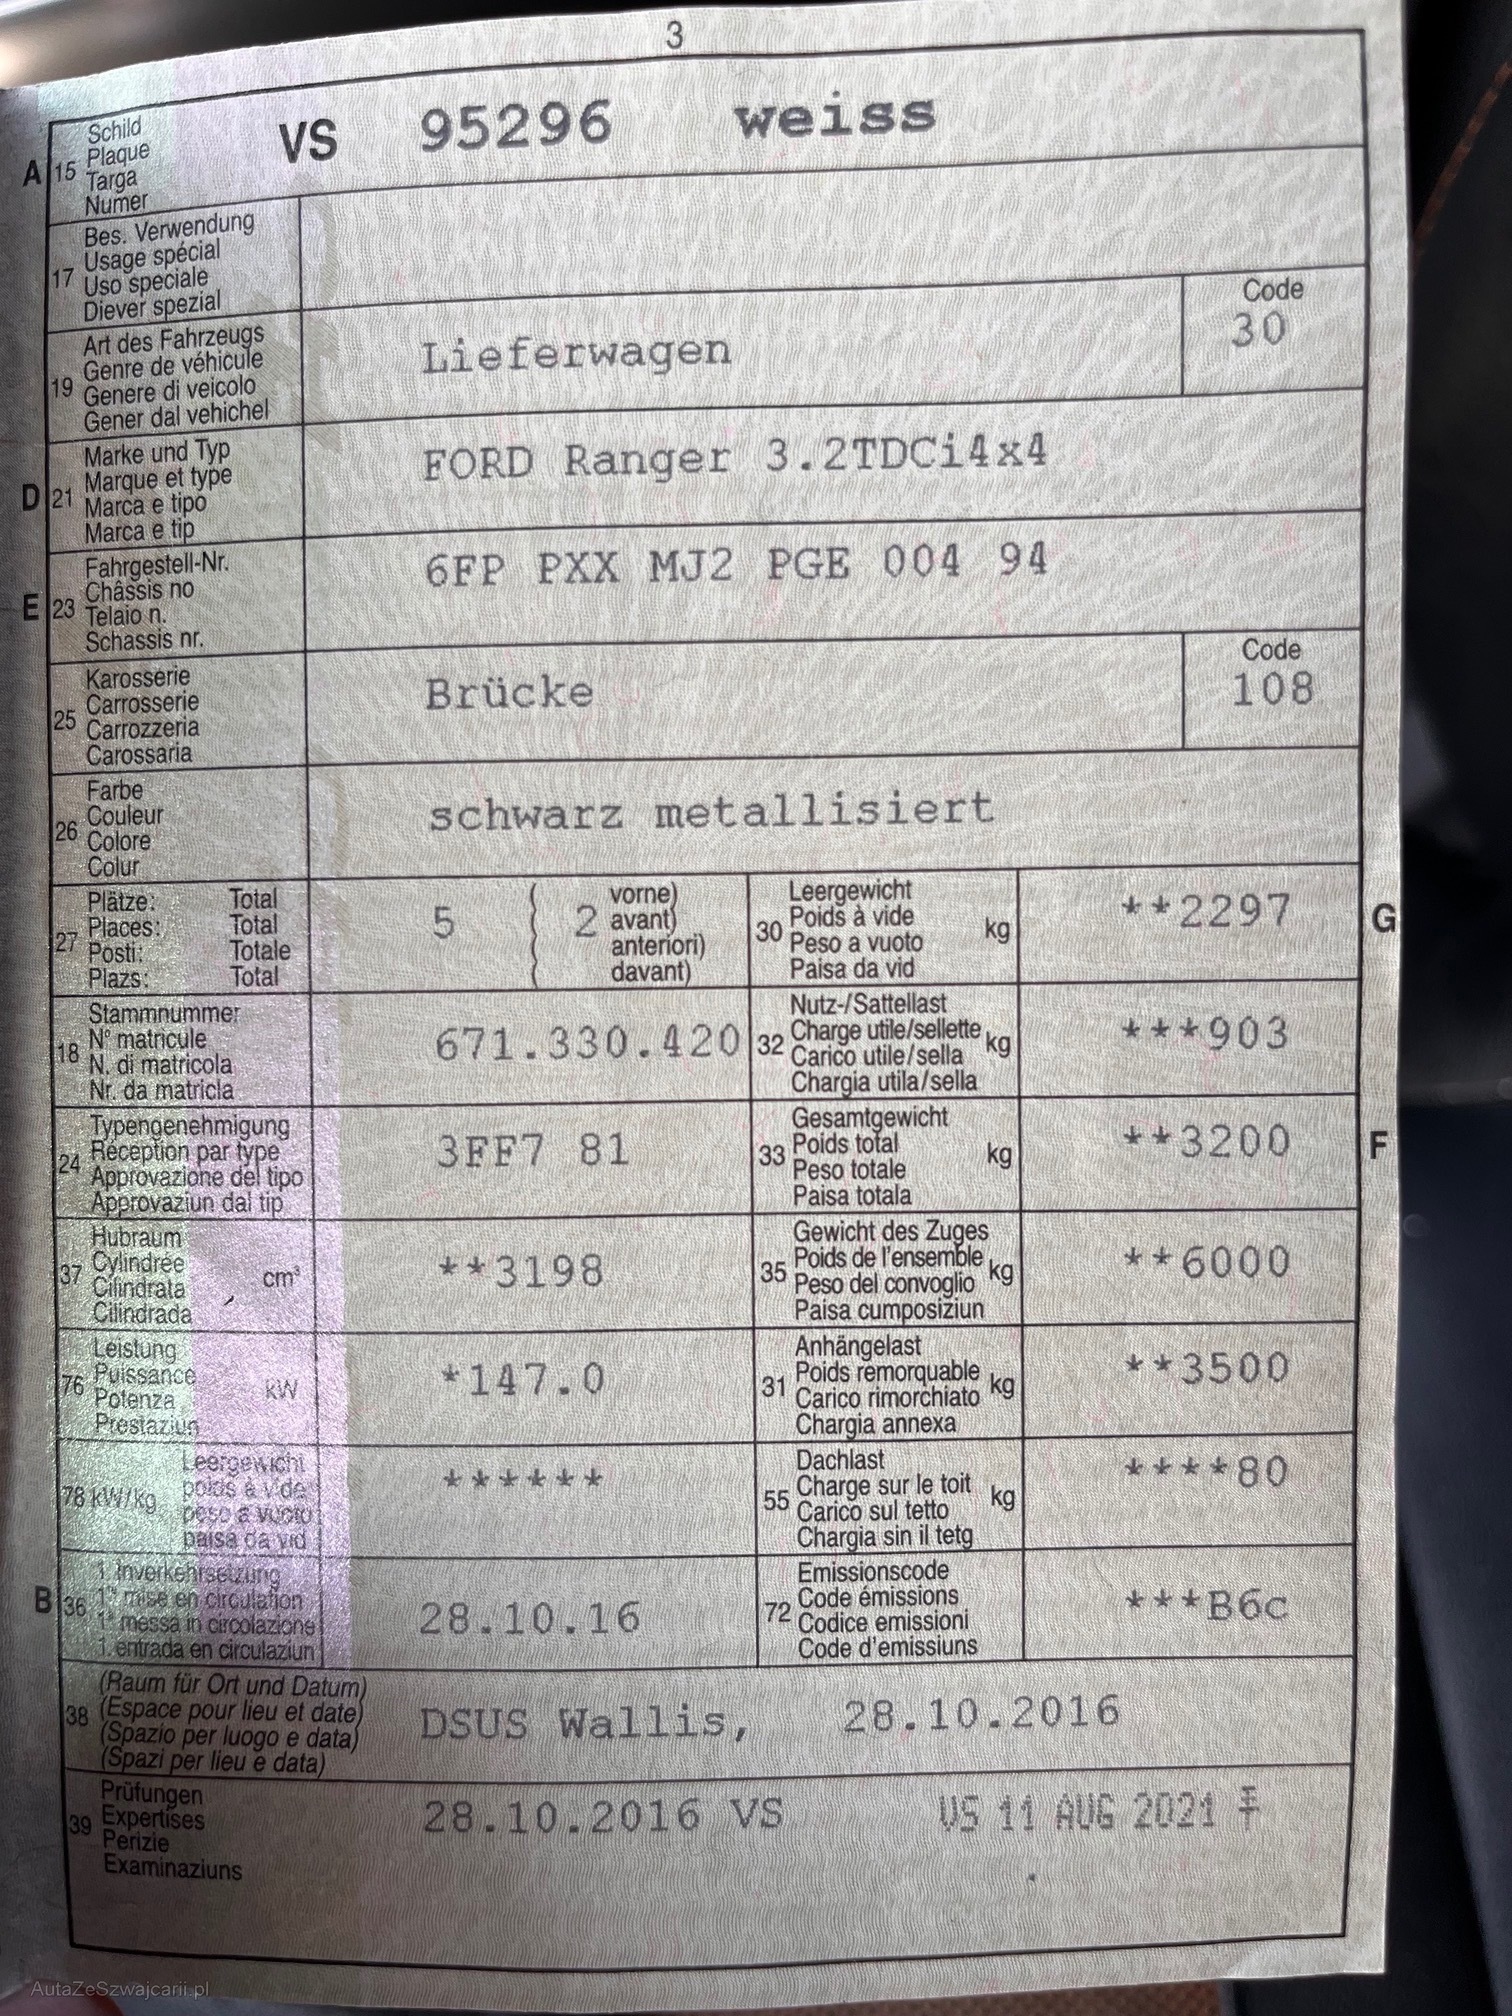 3
A 15 Schild VS 95296 weiss
Plaque
Targa
Numer
17 Bes. Verwendung
Usage spécial
Uso speciale
Diever spezial
19 Art des Fahrzeugs Lieferwagen Code
Genre de véhicule 30
Genere di veicolo
Gener dal vehichel
D 21 Marke und Typ FORD Ranger 3.2TDCi4x4
Marque et type
Marca e tipo
Marca e tip
E 23 Fahrgestell-Nr. 6FP PXX MJ2 PGE 004 94
Châssis no
Telaio n.
Schassis nr.
25 Karosserie Brücke Code
Carrosserie 108
Carrozzeria
Carossaria
26 Farbe schwarz metallisiert
Couleur
Colore
Colur
27 Plätze: Total 5 ( 2 vorne) 30 Leergewicht kg **2297 G
Places: Total avant) Poids à vide
Posti: Totale anteriori) Peso a vuoto
Plazs: Total davant) Paisa da vid
18 Stammnummer 671.330.420 32 Nutz-/Sattellast kg ***903
N° matricule Charge utile/sellette
N. di matricola Carico utile/sella
Nr. da matricla Chargia utila/sella
24 Typengenehmigung 3FF7 81 33 Gesamtgewicht kg **3200 F
Réception par type Poids total
Approvazione del tipo Peso totale
Approvaziun dal tip Paisa totala
37 Hubraum cm³ **3198 35 Gewicht des Zuges kg **6000
Cylindrée Poids de l'ensemble
Cilindrata Peso del convoglio
Cilindrada Paisa cumposiziun
76 Leistung kW *147.0 31 Anhängelast kg **3500
Puissance Poids remorquable
Potenza Carico rimorchiato
Prestaziun Chargia annexa
78 kW/kg Leergewicht ****** 55 Dachlast kg ****80
poids à vide Charge sur le toit
peso a vuoto Carico sul tetto
paisa da vid Chargia sin il tetg
B 36 1. Inverkehrsetzung 28.10.16 72 Emissionscode ***B6c
1re mise en circulation Code émissions
1a messa in circolazione Codice emissioni
1. entrada en circulaziun Code d'emissiuns
38 (Raum für Ort und Datum) DSUS Wallis, 28.10.2016
(Espace pour lieu et date)
(Spazio per luogo e data)
(Spazi per lieu e data)
39 Prüfungen 28.10.2016 VS VS 11 AUG 2021
Expertises
Perizie
Examinaziuns
AutaZeSzwajcarii.pl